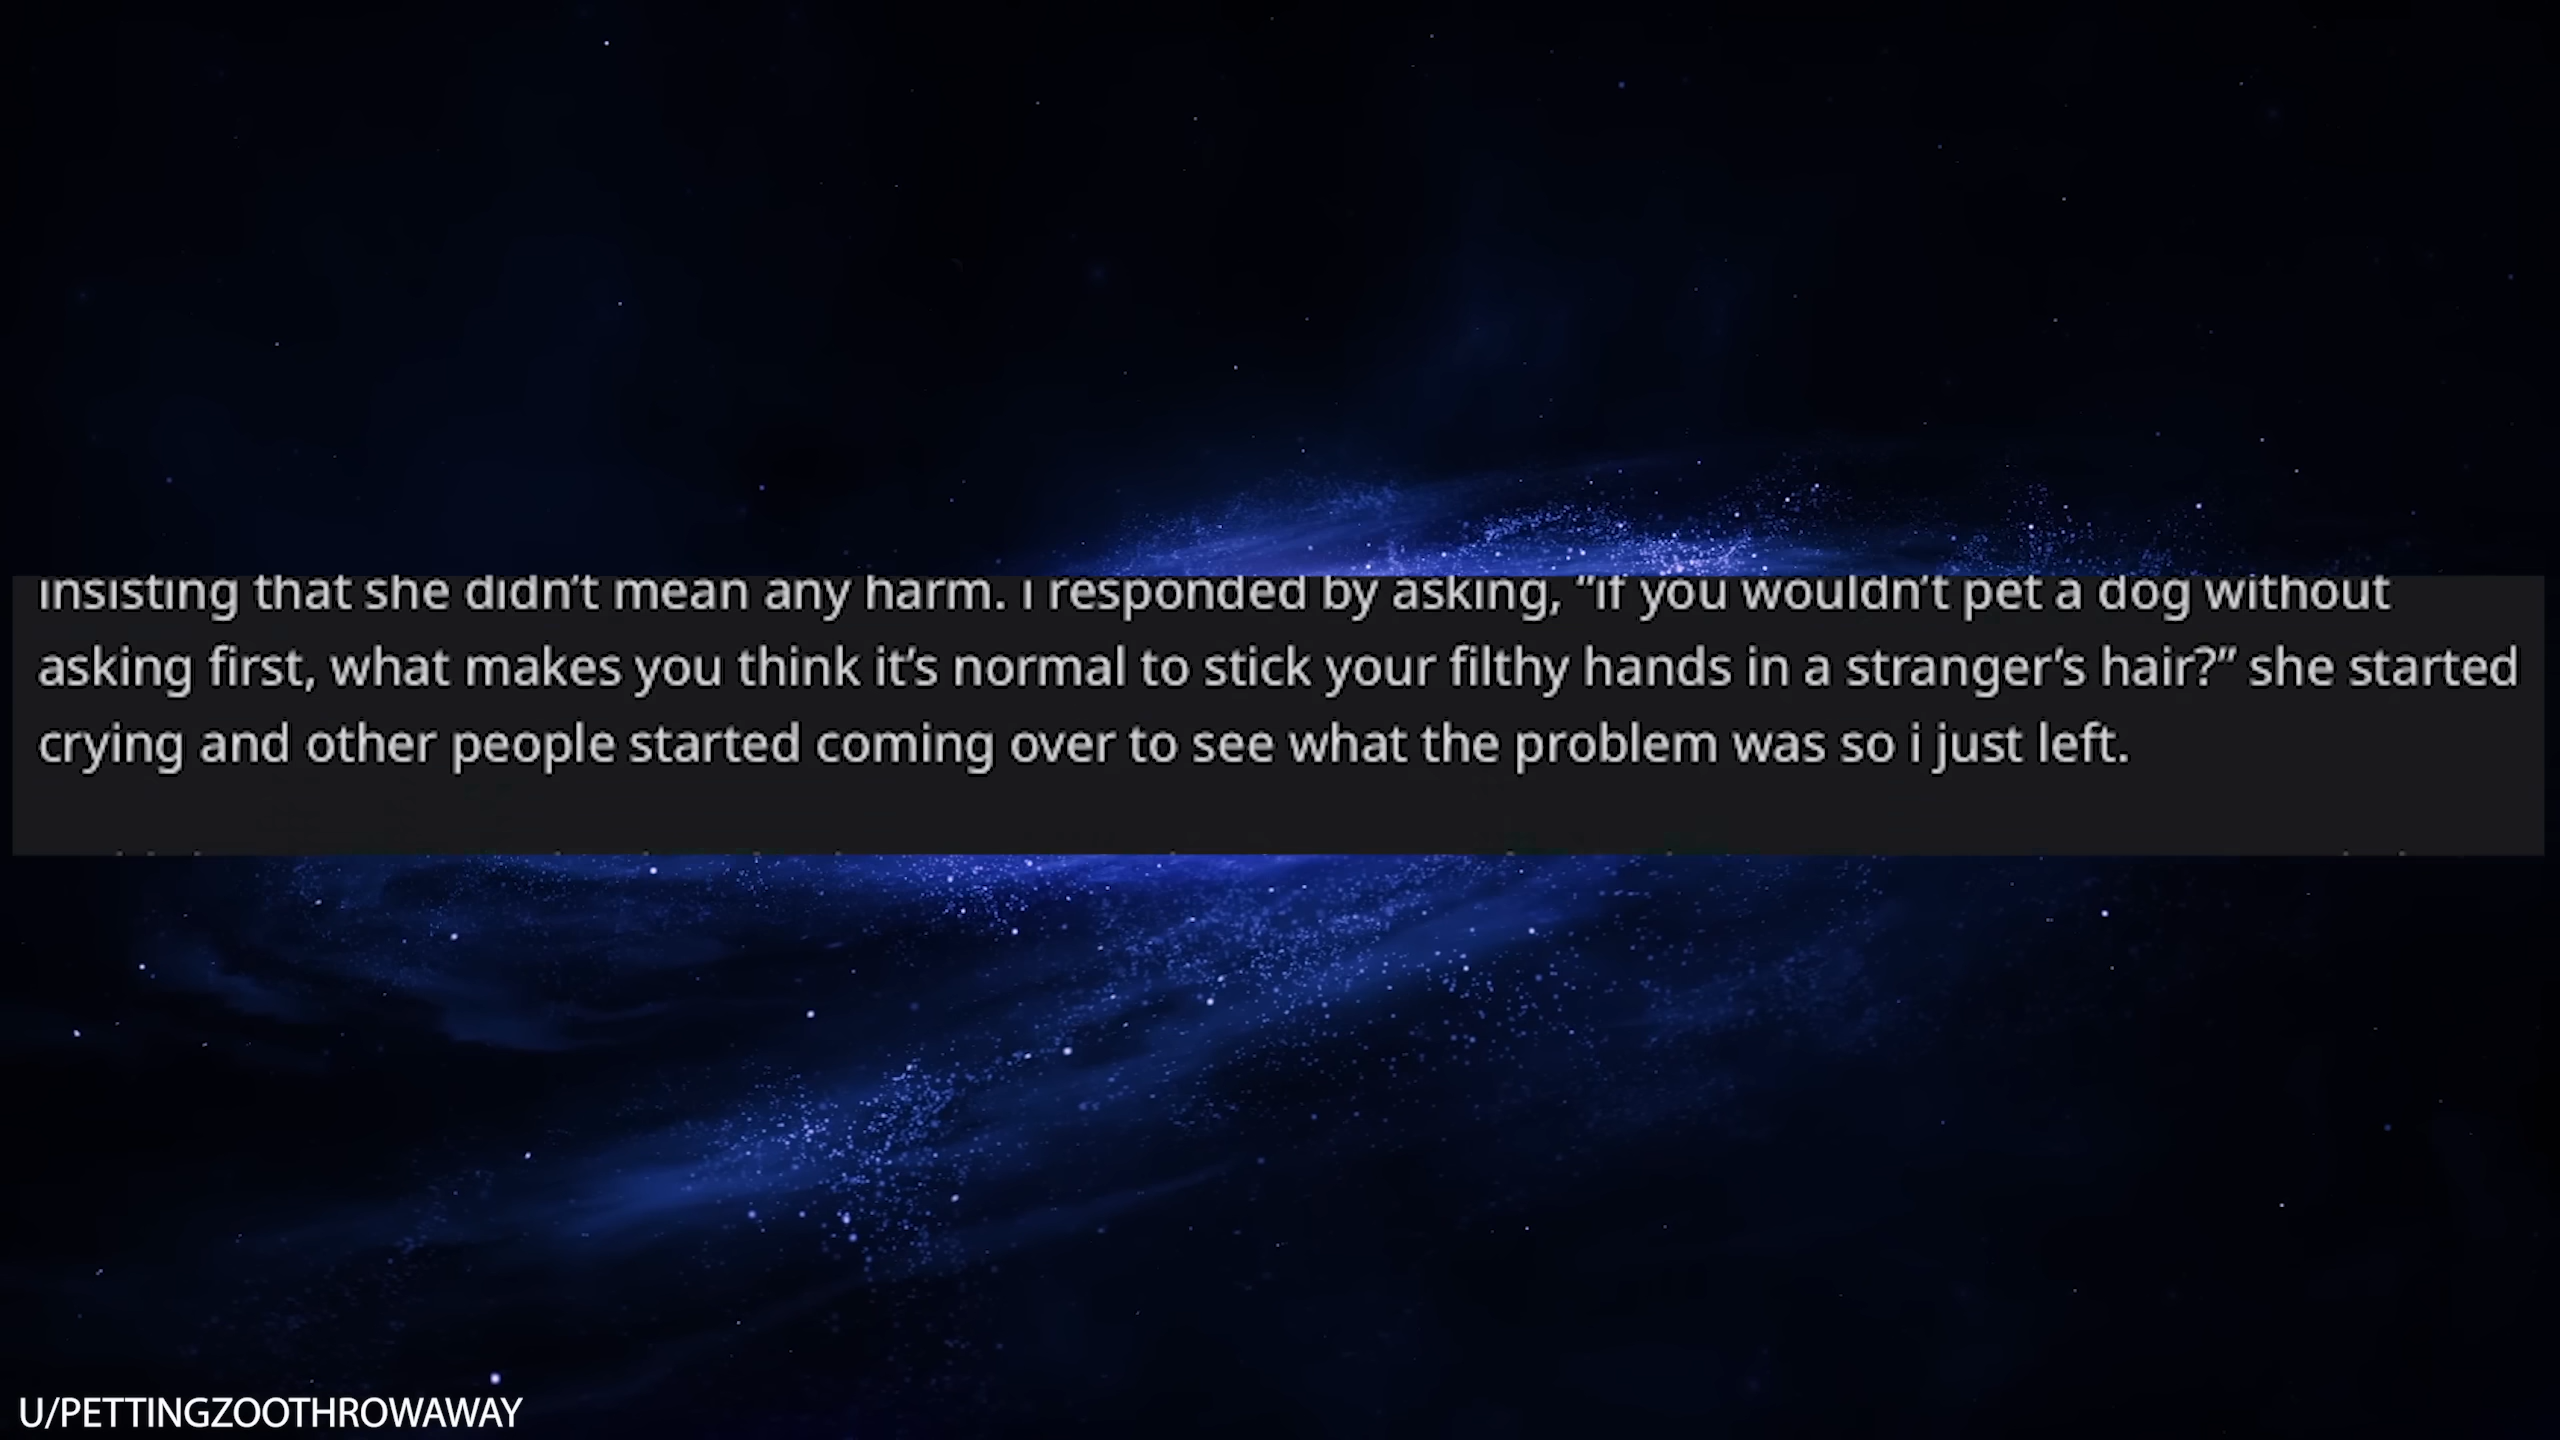 insisting that she didn’t mean any harm. i responded by asking, “if you wouldn’t pet a dog without
asking first, what makes you think it’s normal to stick your filthy hands in a stranger’s hair?” she started
crying and other people started coming over to see what the problem was so i just left.
U/PETTINGZOOTHROWAWAY